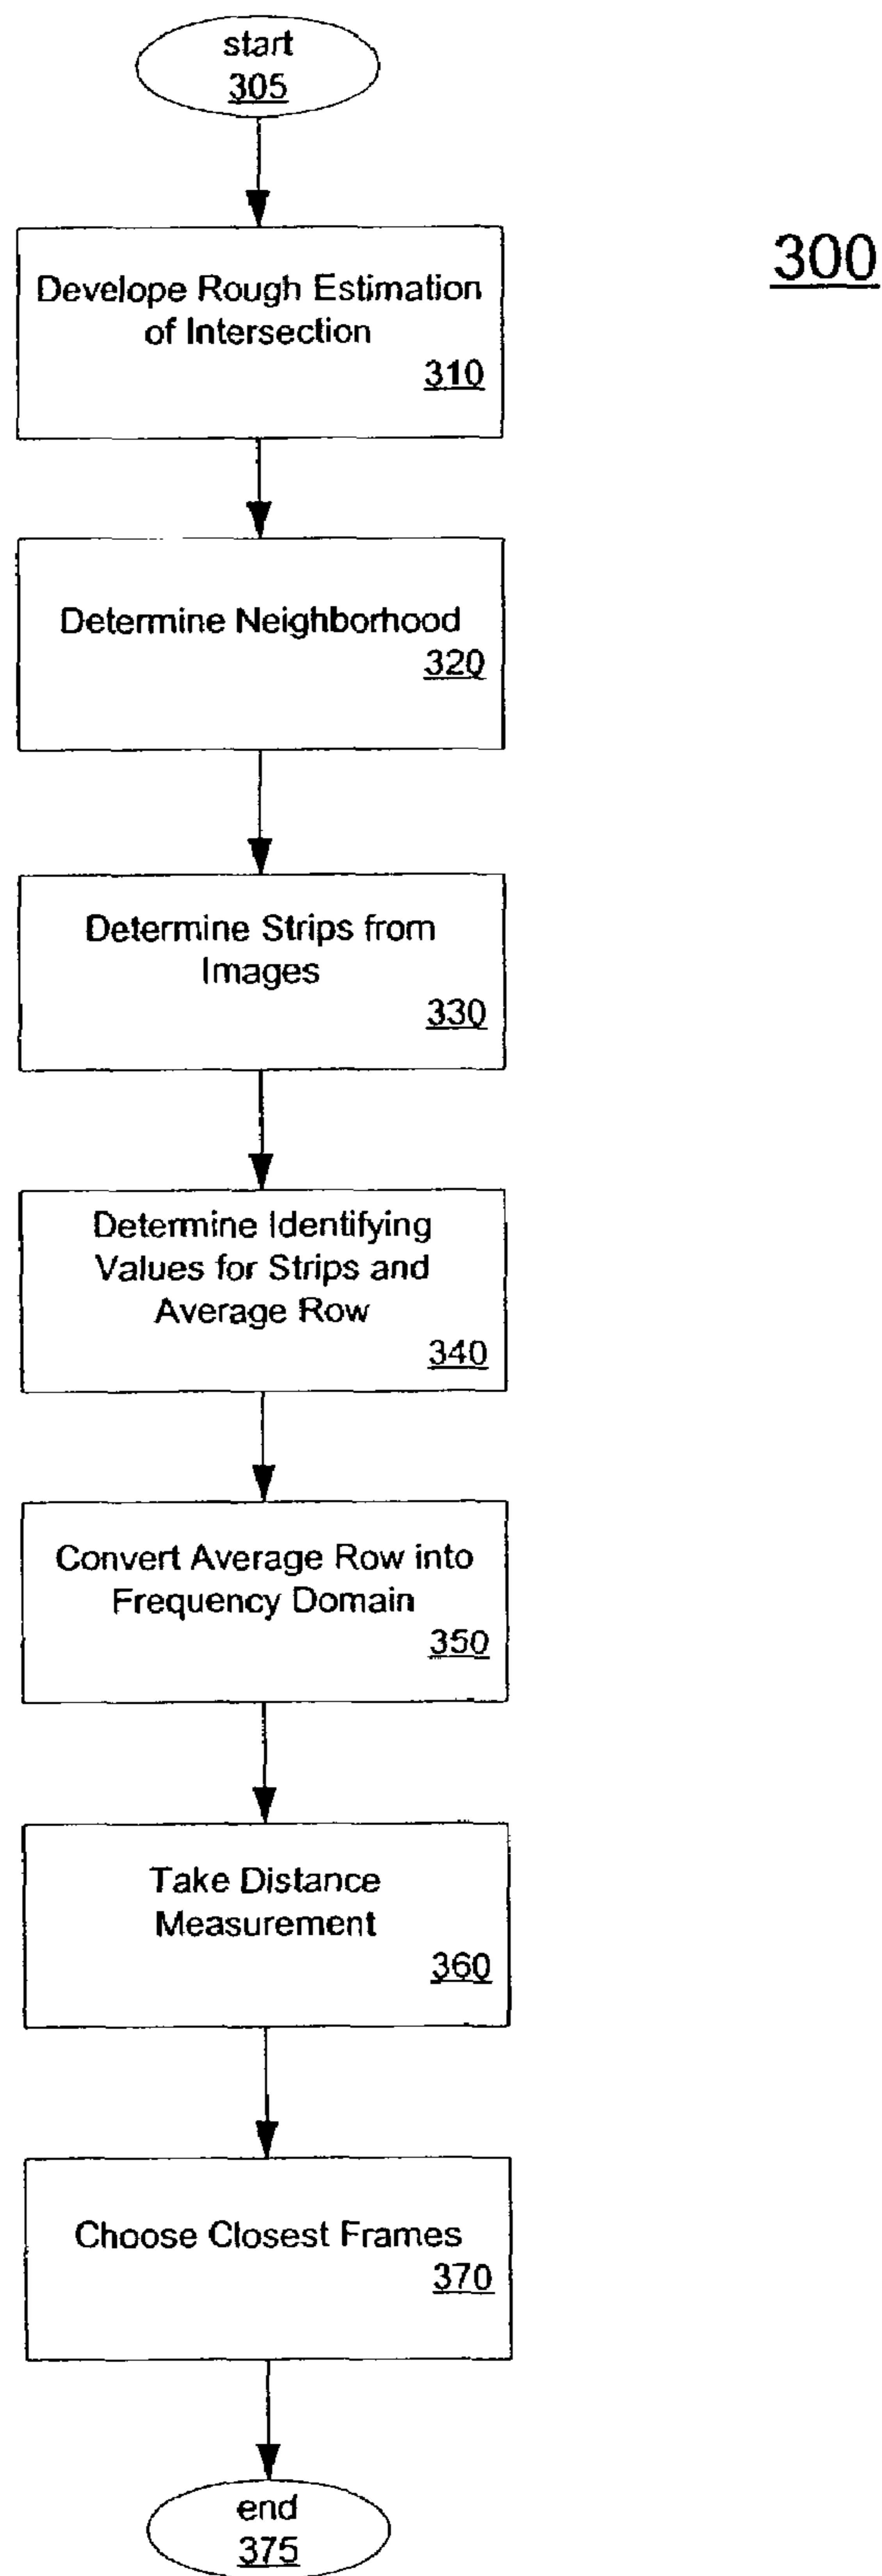 start
305
300
Develope Rough Estimation
of Intersection
310
Determine Neighborhood
320
Determine Strips from
Images
330
Determine Identifying
Values for Strips and
Average Row
340
Convert Average Row into
Frequency Domain
350
Take Distance
Measurement
360
Choose Closest Frames
370
end
375